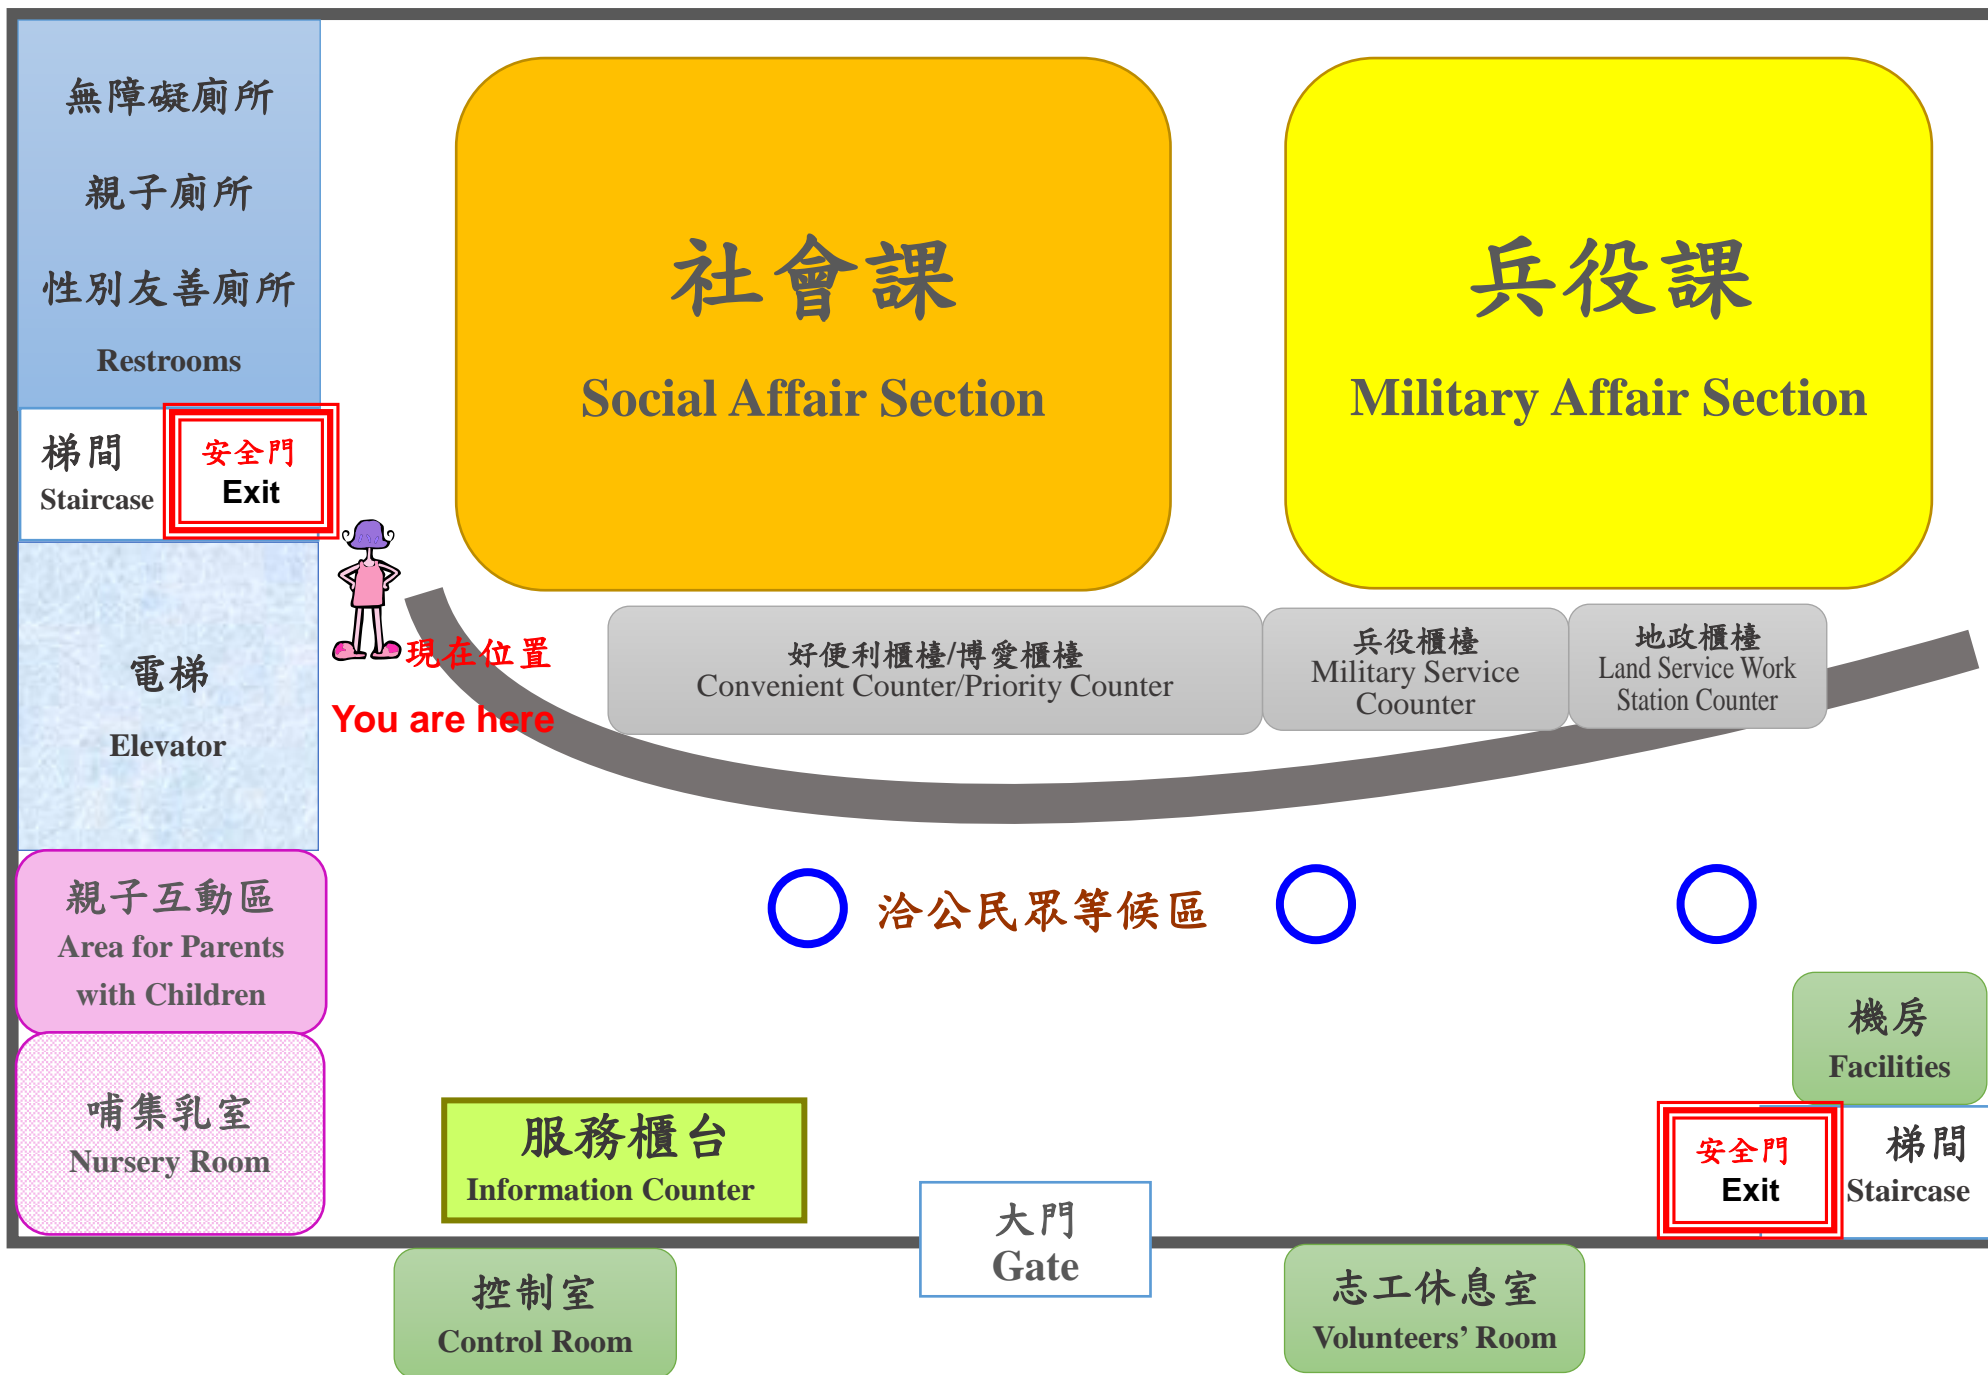 無障礙廁所
親子廁所
性別友善廁所
Restrooms
梯間
Staircase
安全門
Exit
電梯
Elevator
親子互動區
Area for Parents
with Children
哺集乳室
Nursery Room
社會課
Social Affair Section
兵役課
Military Affair Section
現在位置
You are here
好便利櫃檯/博愛櫃檯
Convenient Counter/Priority Counter
兵役櫃檯
Military Service
Coounter
地政櫃檯
Land Service Work
Station Counter
洽公民眾等候區
機房
Facilities
服務櫃台
Information Counter
大門
Gate
安全門
Exit
梯間
Staircase
控制室
Control Room
志工休息室
Volunteers’ Room